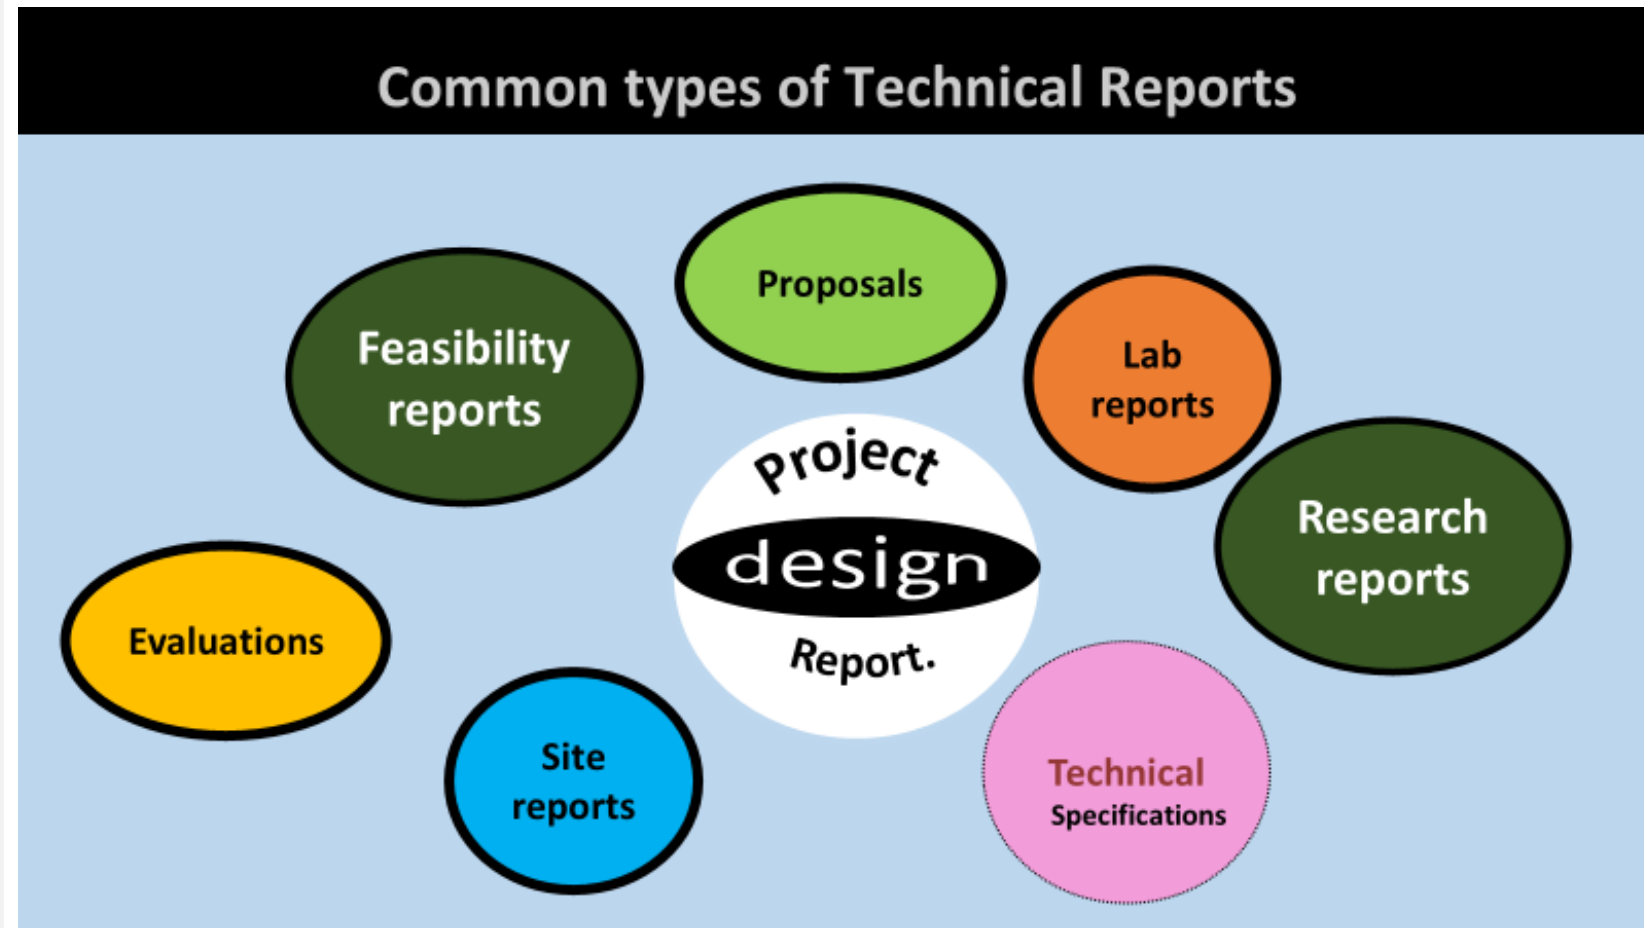 Common types of Technical Reports
Proposals
Feasibility
reports
Lab
reports
Project
design
Report.
Research
reports
Evaluations
Site
reports
Technical
Specifications